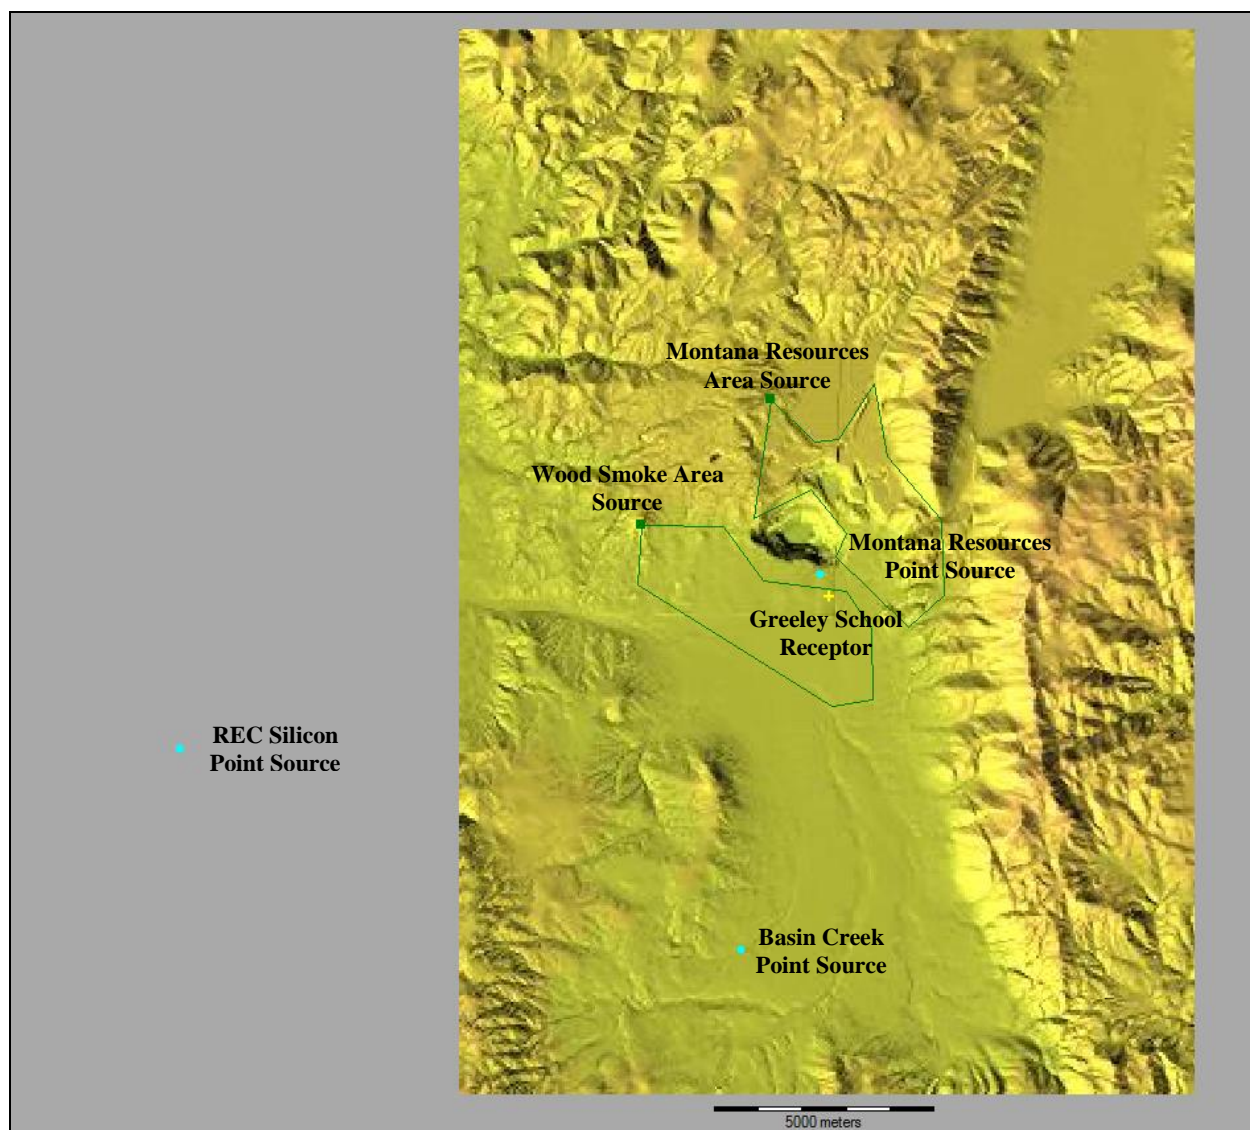 Montana Resources
Area Source
Wood Smoke Area
Source
Montana Resources
Point Source
Greeley School
Receptor
REC Silicon
Point Source
Basin Creek
Point Source
5000 meters